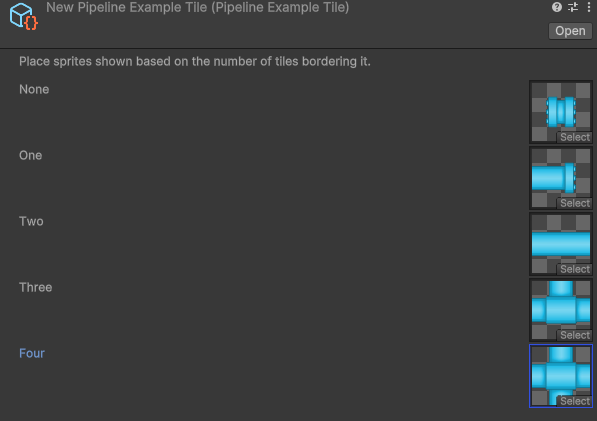 New Pipeline Example Tile (Pipeline Example Tile)
Open
Place sprites shown based on the number of tiles bordering it.
None
Select
One
Select
Two
Select
Three
Select
Four
Select